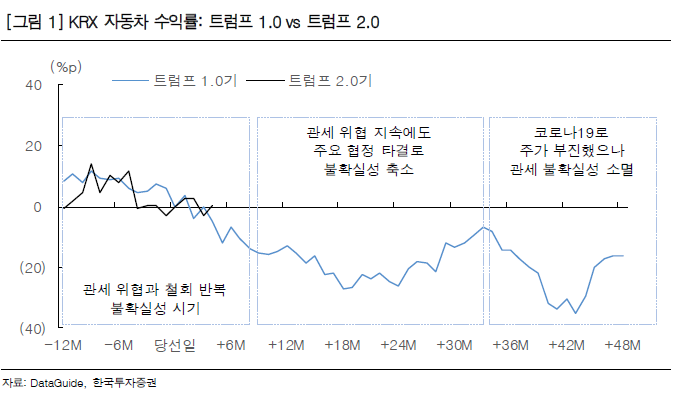 [그림 1] KRX 자동차 수익률: 트럼프 1.0 vs 트럼프 2.0
(%p)
트럼프 1.0기
트럼프 2.0기
40
20
0
(20)
(40)
관세 위협과 철회 반복
불확실성 시기
관세 위협 지속에도
주요 협정 타결로
불확실성 축소
코로나19로
주가 부진했으나
관세 불확실성 소멸
-12M -6M 당선일 +6M +12M +18M +24M +30M +36M +42M +48M
자료: DataGuide, 한국투자증권